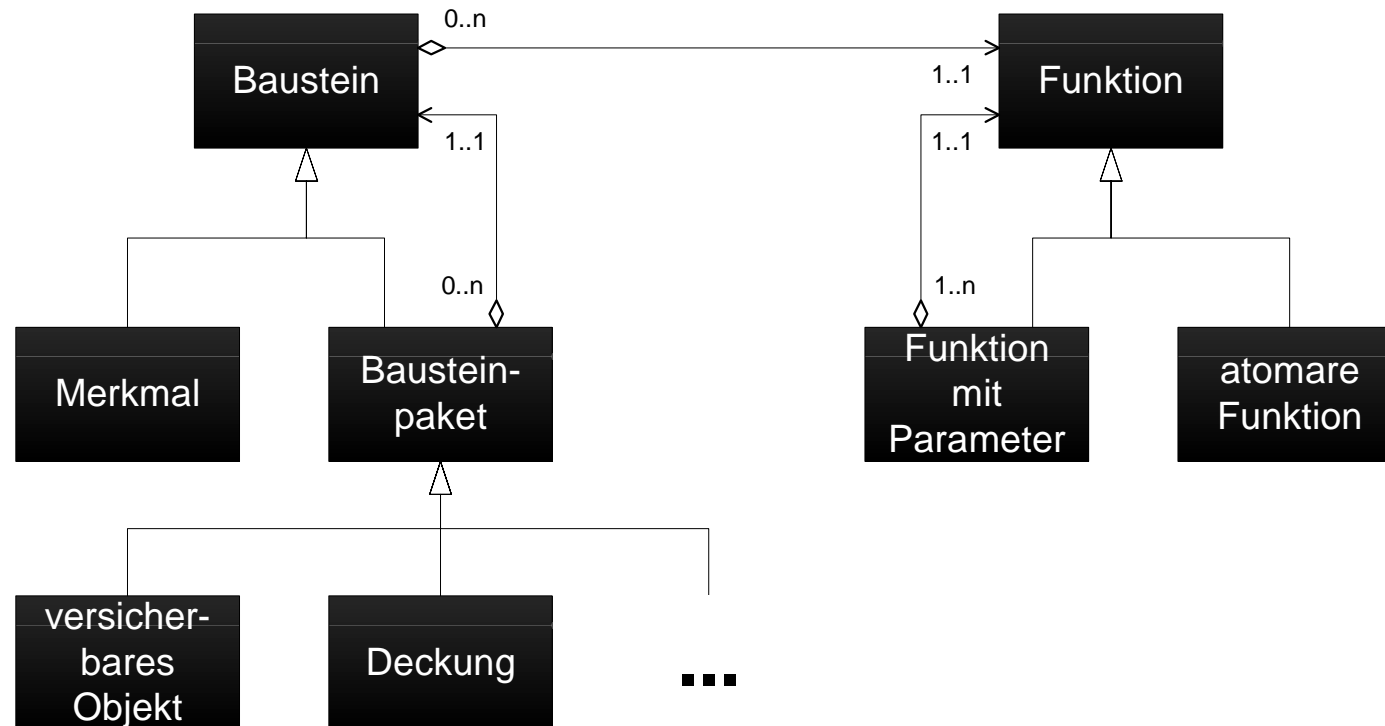 0..n
Baustein
1..1
Funktion
1..1
1..1
0..n
1..n
Merkmal
Baustein-
paket
Funktion
mit
Parameter
atomare
Funktion
versicher-
bares
Objekt
Deckung
...